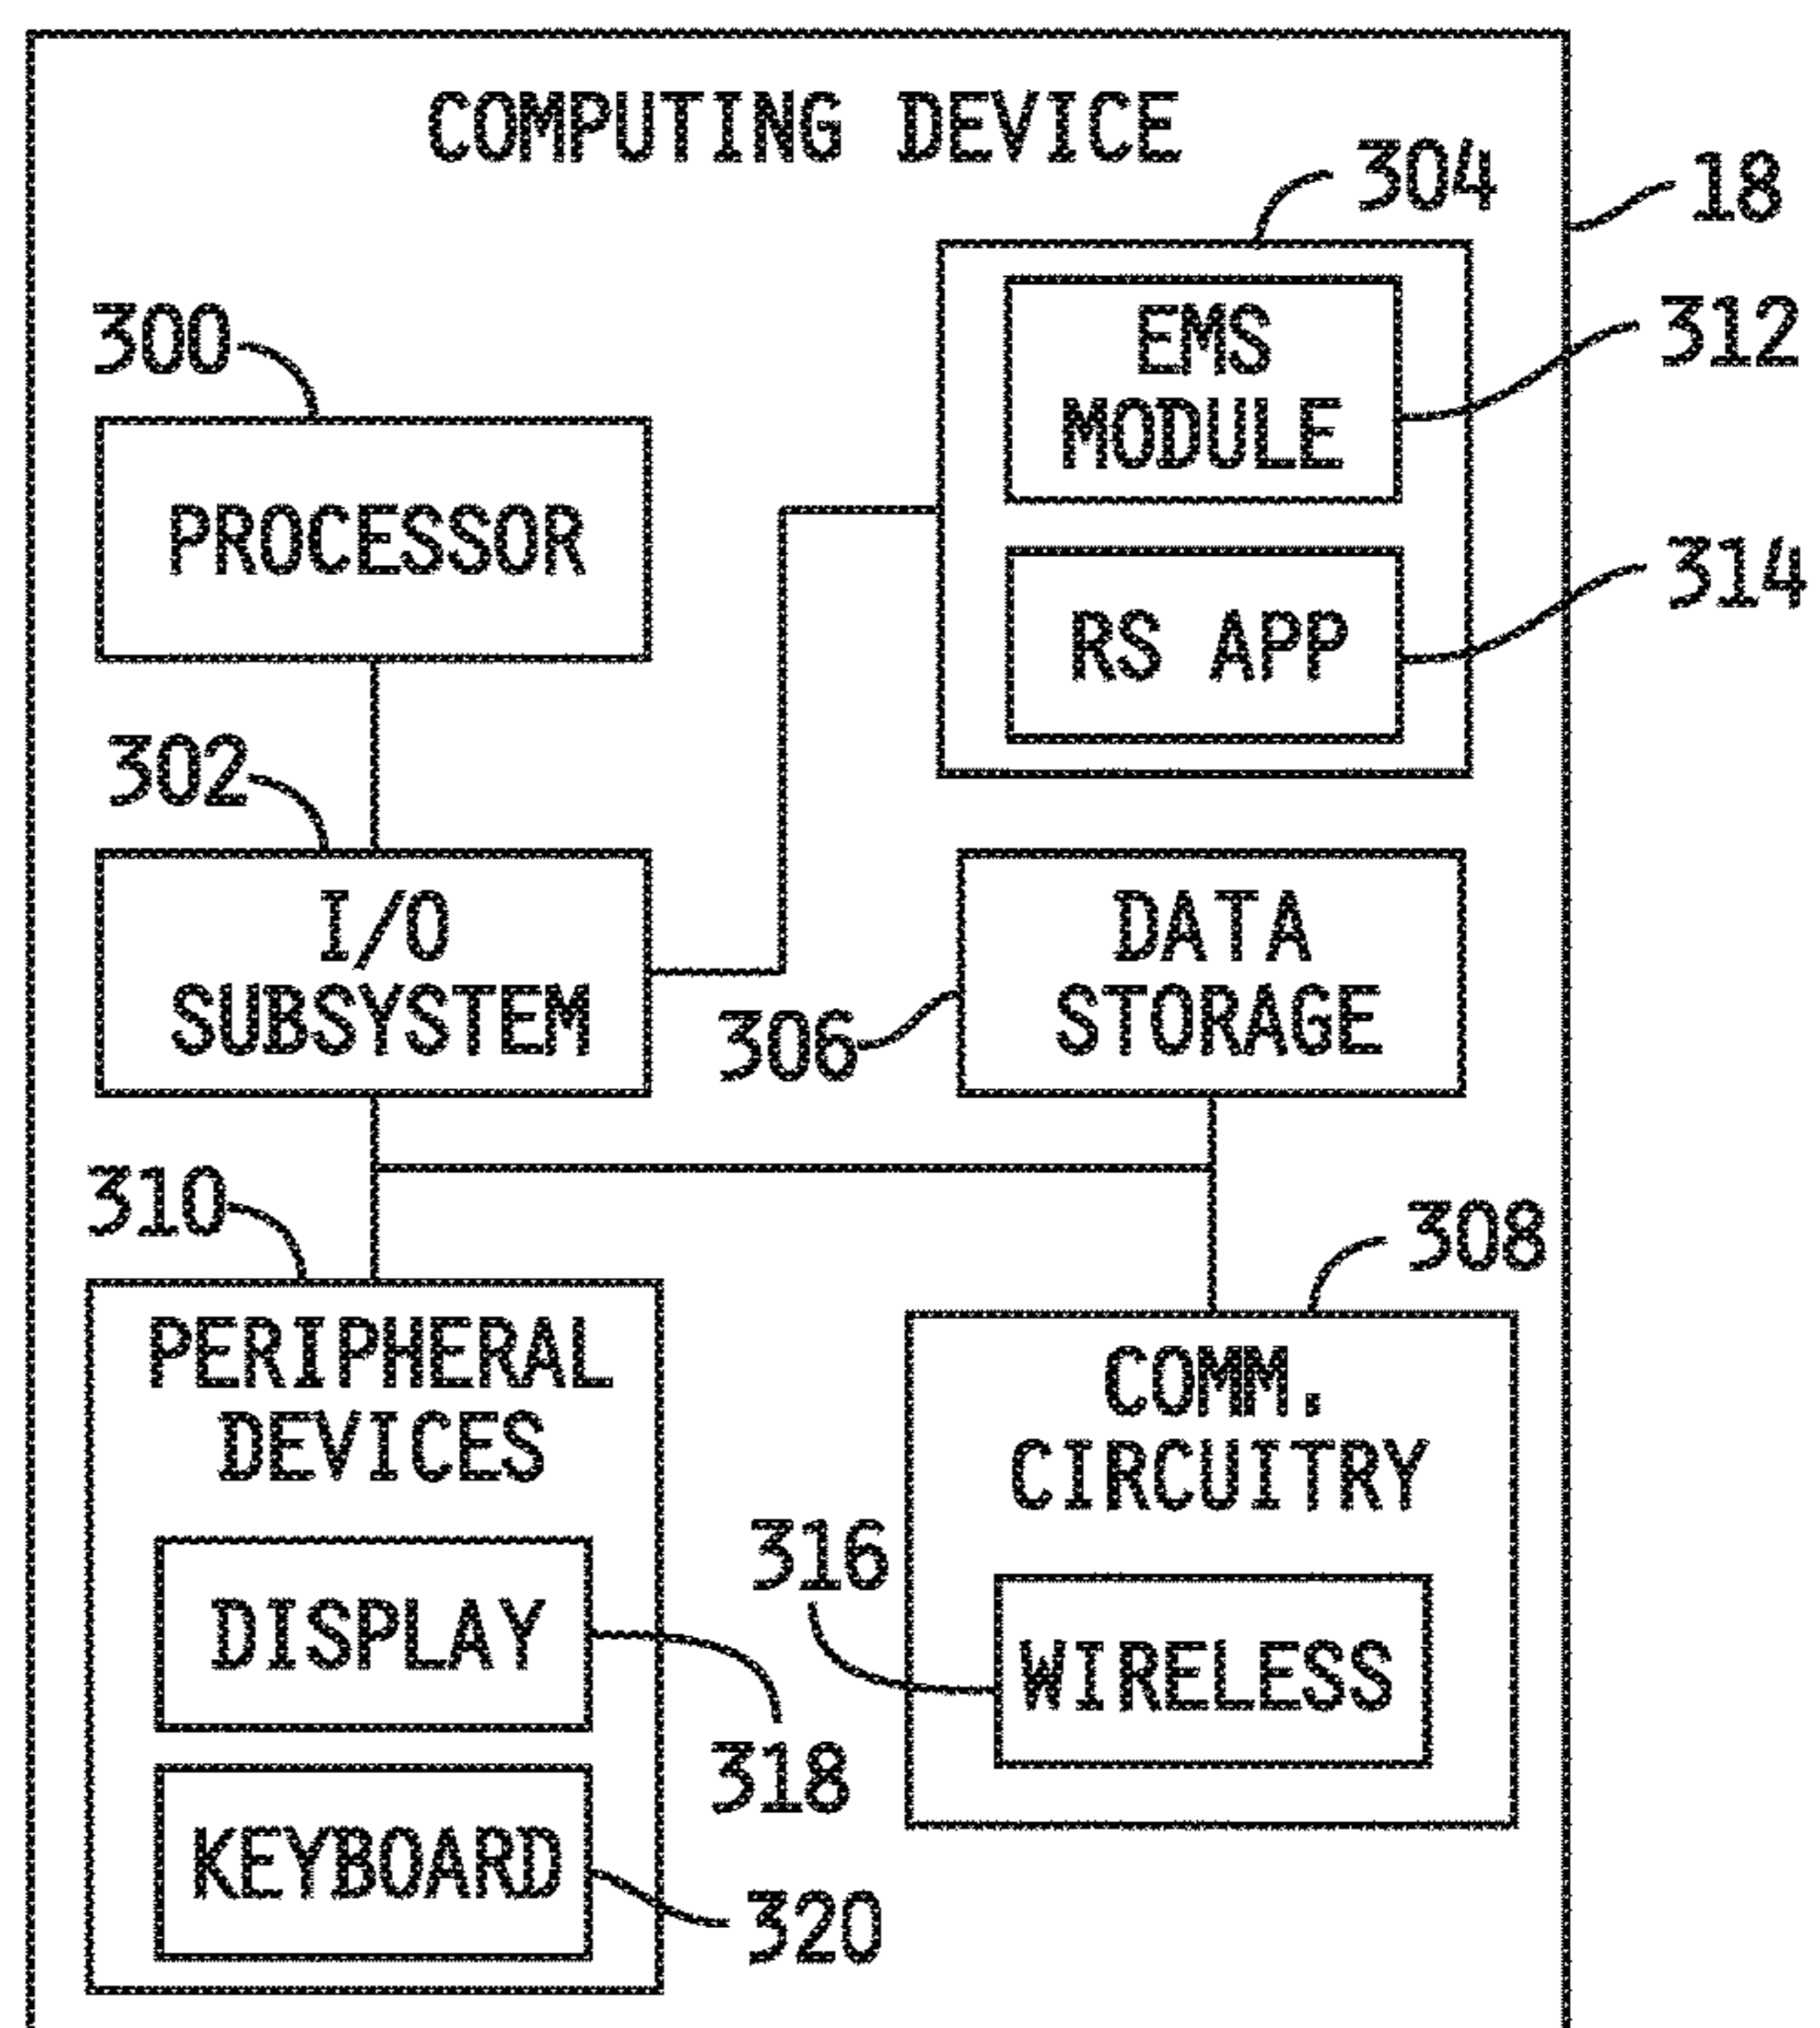 COMPUTING DEVICE
304
18
300
EMS
MODULE
312
PROCESSOR
RS APP
314
302
I/O
SUBSYSTEM
306
DATA
STORAGE
310
308
PERIPHERAL
DEVICES
COMM.
CIRCUITRY
316
DISPLAY
WIRELESS
318
KEYBOARD
320